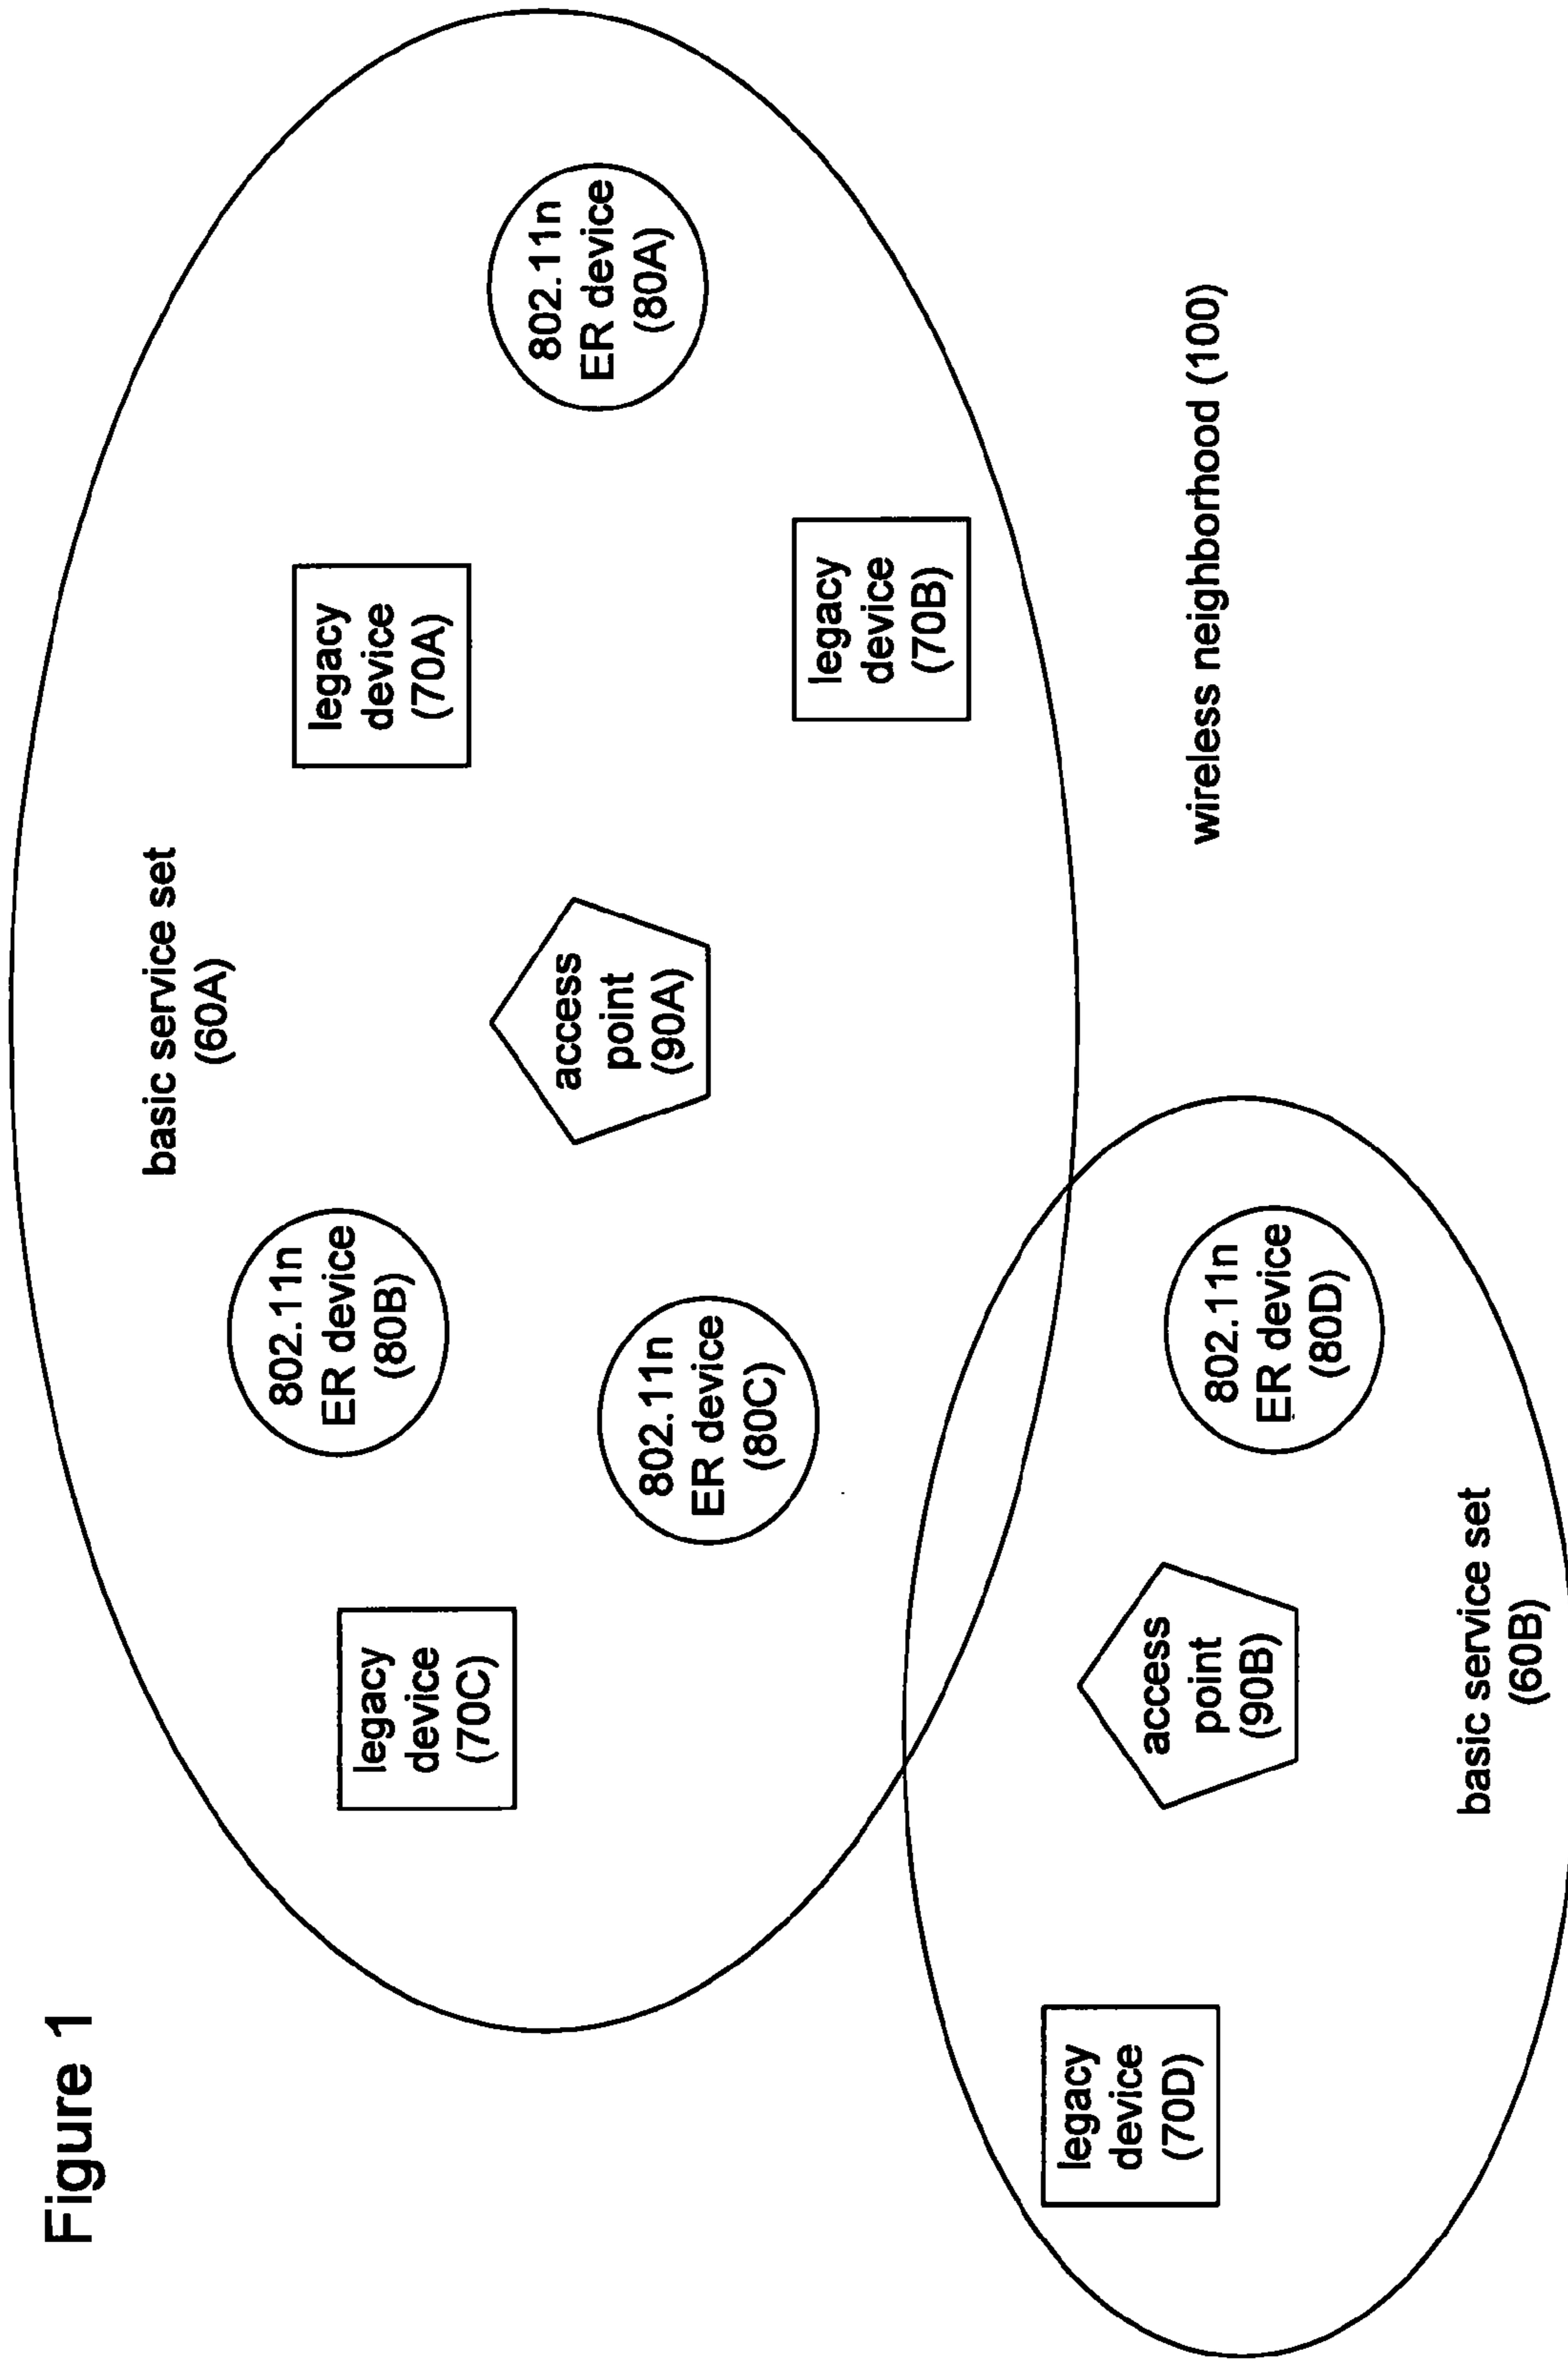 Figure 1
basic service set
(60A)
802.11n
ER device
(80B)
legacy
device
(70A)
legacy
device
(70C)
802.11n
ER device
(80A)
access
point
(90A)
802.11n
ER device
(80C)
legacy
device
(70B)
legacy
device
(70D)
access
point
(90B)
wireless neighborhood (100)
802.11n
ER device
(80D)
basic service set
(60B)